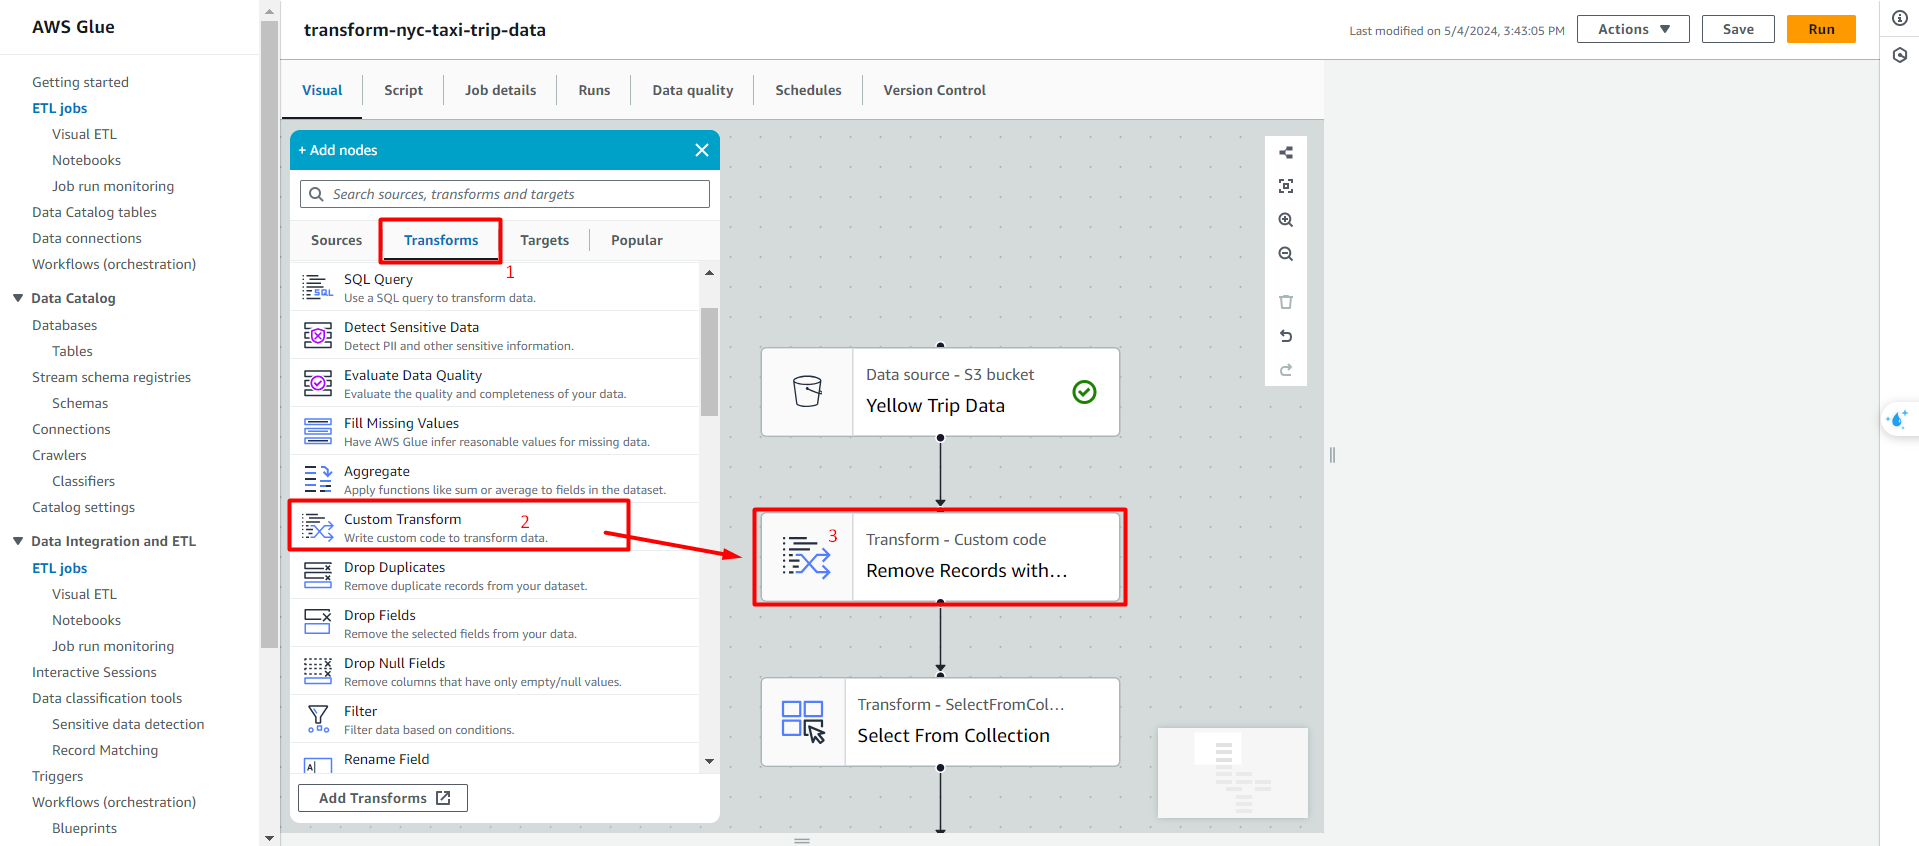 AWS Glue
Getting started
ETL jobs
Visual ETL
Notebooks
Job run monitoring
Data Catalog tables
Data connections
Workflows (orchestration)
Data Catalog
Databases
Tables
Stream schema registries
Schemas
Connections
Crawlers
Classifiers
Catalog settings
Data Integration and ETL
ETL jobs
Visual ETL
Notebooks
Job run monitoring
Interactive Sessions
Data classification tools
Sensitive data detection
Record Matching
Triggers
Workflows (orchestration)
Blueprints
transform-nyc-taxi-trip-data
Last modified on 5/4/2024, 3:43:05 PM
Actions
Save
Run
Visual
Script
Job details
Runs
Data quality
Schedules
Version Control
+ Add nodes
Search sources, transforms and targets
Sources
Transforms
Targets
Popular
1
SQL Query
SQL
Use a SQL query to transform data.
Detect Sensitive Data
Detect PII and other sensitive information.
Evaluate Data Quality
Evaluate the quality and completeness of your data.
Fill Missing Values
Have AWS Glue infer reasonable values for missing data.
Aggregate
Apply functions like sum or average to fields in the dataset.
Custom Transform
2
Write custom code to transform data.
Drop Duplicates
Remove duplicate records from your dataset.
Drop Fields
Remove the selected fields from your data.
Drop Null Fields
Remove columns that have only empty/null values.
Filter
Filter data based on conditions.
Rename Field
A
Add Transforms
Data source - S3 bucket
Yellow Trip Data
3
Transform - Custom code
Remove Records with...
Transform - SelectFromCol...
Select From Collection